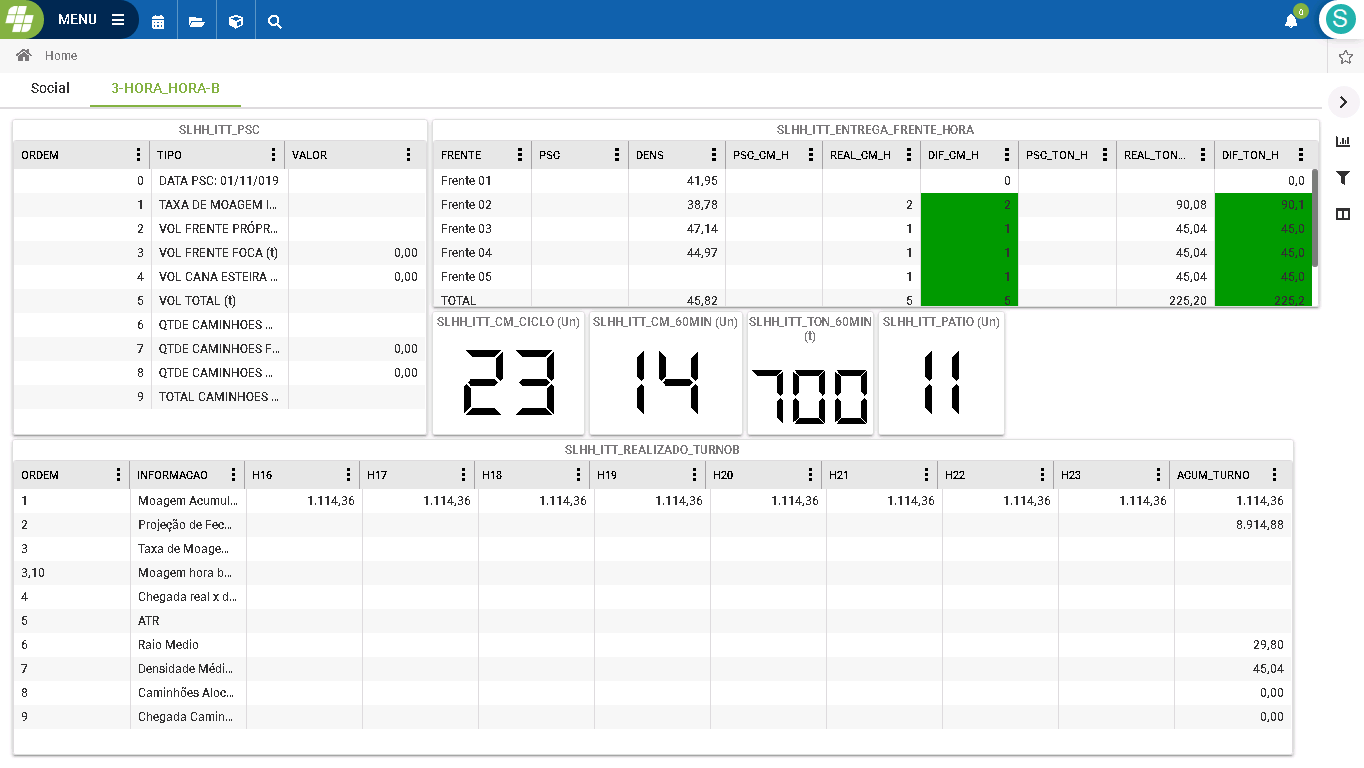 MENU
0
S
Home
Social 3-HORA_HORA-B
SLHH_ITT_PSC
ORDEM TIPO VALOR
0 DATA PSC: 01/11/019
1 TAXA DE MOAGEM I...
2 VOL FRENTE PRÓPR...
3 VOL FRENTE FOCA (t) 0,00
4 VOL CANA ESTEIRA ... 0,00
5 VOL TOTAL (t)
6 QTDE CAMINHOES ...
7 QTDE CAMINHOES F... 0,00
8 QTDE CAMINHOES ... 0,00
9 TOTAL CAMINHOES ...
SLHH_ITT_ENTREGA_FRENTE_HORA
FRENTE PSC DENS PSC_CM_H REAL_CM_H DIF_CM_H PSC_TON_H REAL_TON... DIF_TON_H
Frente 01 41,95 0 0,0
Frente 02 38,78 2 2 90,08 90,1
Frente 03 47,14 1 1 45,04 45,0
Frente 04 44,97 1 1 45,04 45,0
Frente 05 1 1 45,04 45,0
TOTAL 45,82 5 5 225,20 225,2
SLHH_ITT_CM_CICLO (Un)
23
SLHH_ITT_CM_60MIN (Un)
14
SLHH_ITT_TON_60MIN
(t)
700
SLHH_ITT_PATIO (Un)
11
SLHH_ITT_REALIZADO_TURNOB
ORDEM INFORMACAO H16 H17 H18 H19 H20 H21 H22 H23 ACUM_TURNO
1 Moagem Acumul... 1.114,36 1.114,36 1.114,36 1.114,36 1.114,36 1.114,36 1.114,36 1.114,36 1.114,36
2 Projeção de Fec... 8.914,88
3 Taxa de Moage...
3,10 Moagem hora b...
4 Chegada real x d...
5 ATR
6 Raio Medio 29,80
7 Densidade Médi... 45,04
8 Caminhões Aloc... 0,00
9 Chegada Camin... 0,00